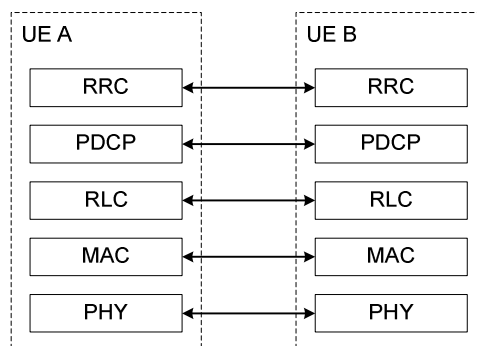 UE A UE B
RRC RRC
PDCP PDCP
RLC RLC
MAC MAC
PHY PHY